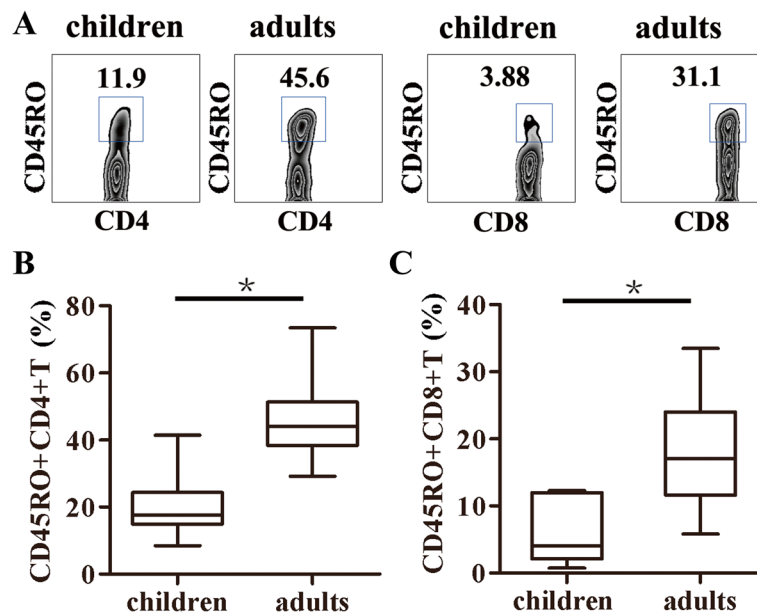 A
children adults children adults
11.9 45.6 3.88 31.1
CD45RO CD45RO CD45RO CD45RO
CD4 CD4 CD8 CD8
B
*
CD45RO+CD4+T (%)
80
60
40
20
0
children adults
C
*
CD45RO+CD8+T (%)
40
30
20
10
0
children adults